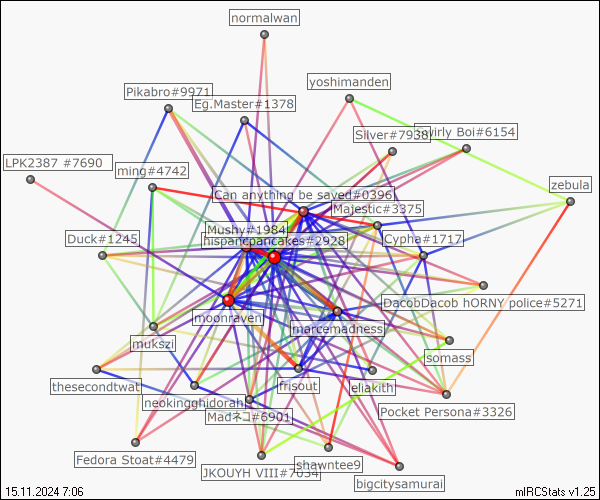 normalwan
yoshimanden
Pikabro#9971
Eg.Master#1378
Silver#7938
wirly Boi#6154
LPK2387 #7690
ming#4742
zebula
Can anything be saved#0396
Majestic#3375
Mushy#1984
Duck#1245
hispanicpancakes#2928
Cypha#1717
DacobDacob hORNY police#5271
moonraven
marcemadness
mukszi
somass
thesecondtwat
frisout
eliakith
neokingghidorah
Pocket Persona#3326
Madネコ#6901
Fedora Stoat#4479
JKOUYH VIII#7034
shawntee9
bigcitysamurai
15.11.2024 7:06
mIRCStats v1.25